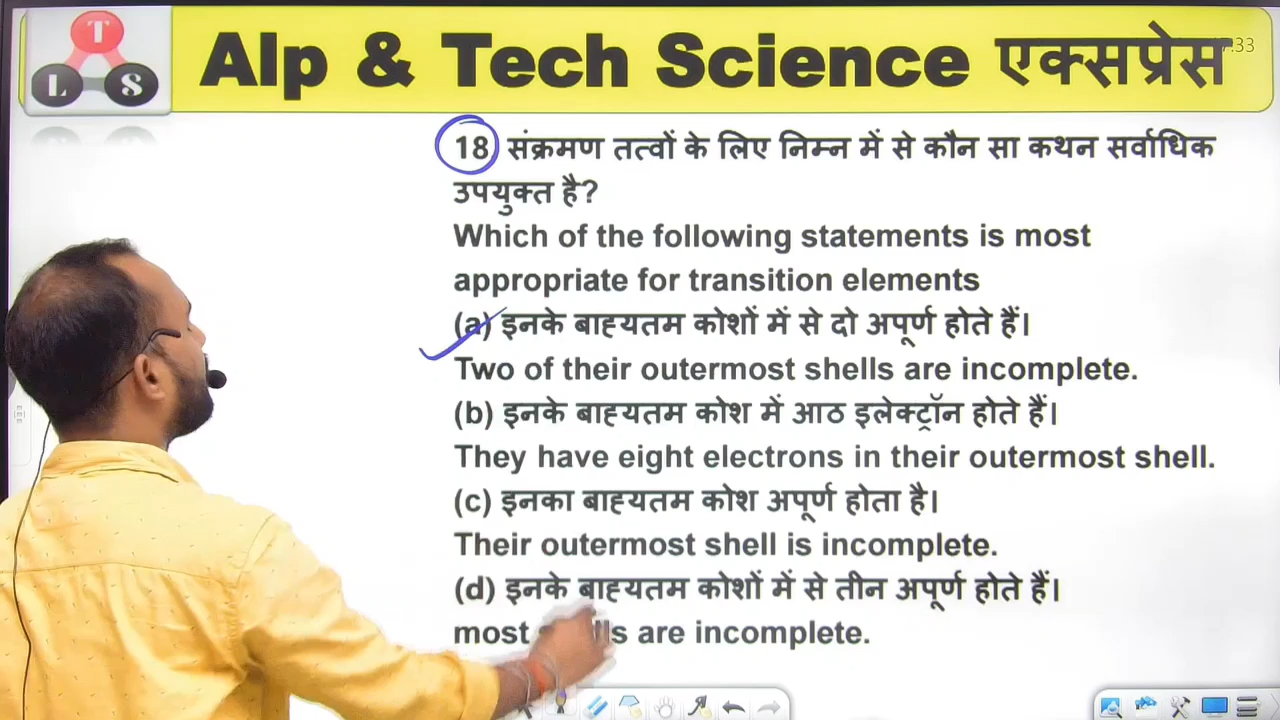 T
L S
Alp & Tech Science एक्सप्रेस
18 संक्रमण तत्वों के लिए निम्न में से कौन सा कथन सर्वाधिक
उपयुक्त है?
Which of the following statements is most
appropriate for transition elements
(a) इनके बाह्यतम कोशों में से दो अपूर्ण होते हैं।
Two of their outermost shells are incomplete.
(b) इनके बाह्यतम कोश में आठ इलेक्ट्रॉन होते हैं।
They have eight electrons in their outermost shell.
(c) इनका बाह्यतम कोश अपूर्ण होता है।
Their outermost shell is incomplete.
(d) इनके बाह्यतम कोशों में से तीन अपूर्ण होते हैं।
most are incomplete.